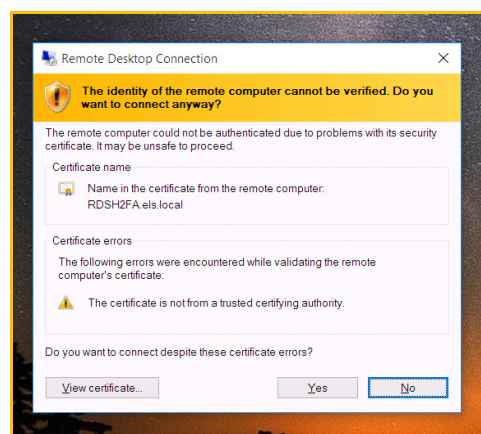 Remote Desktop Connection
The identity of the remote computer cannot be verified. Do you
want to connect anyway?
The remote computer could not be authenticated due to problems with its security
certificate. It may be unsafe to proceed.
Certificate name
Name in the certificate from the remote computer:
RDSH2FA.els.local
Certificate errors
The following errors were encountered while validating the remote
computer's certificate:
The certificate is not from a trusted certifying authority.
Do you want to connect despite these certificate errors?
View certificate...
Yes
No